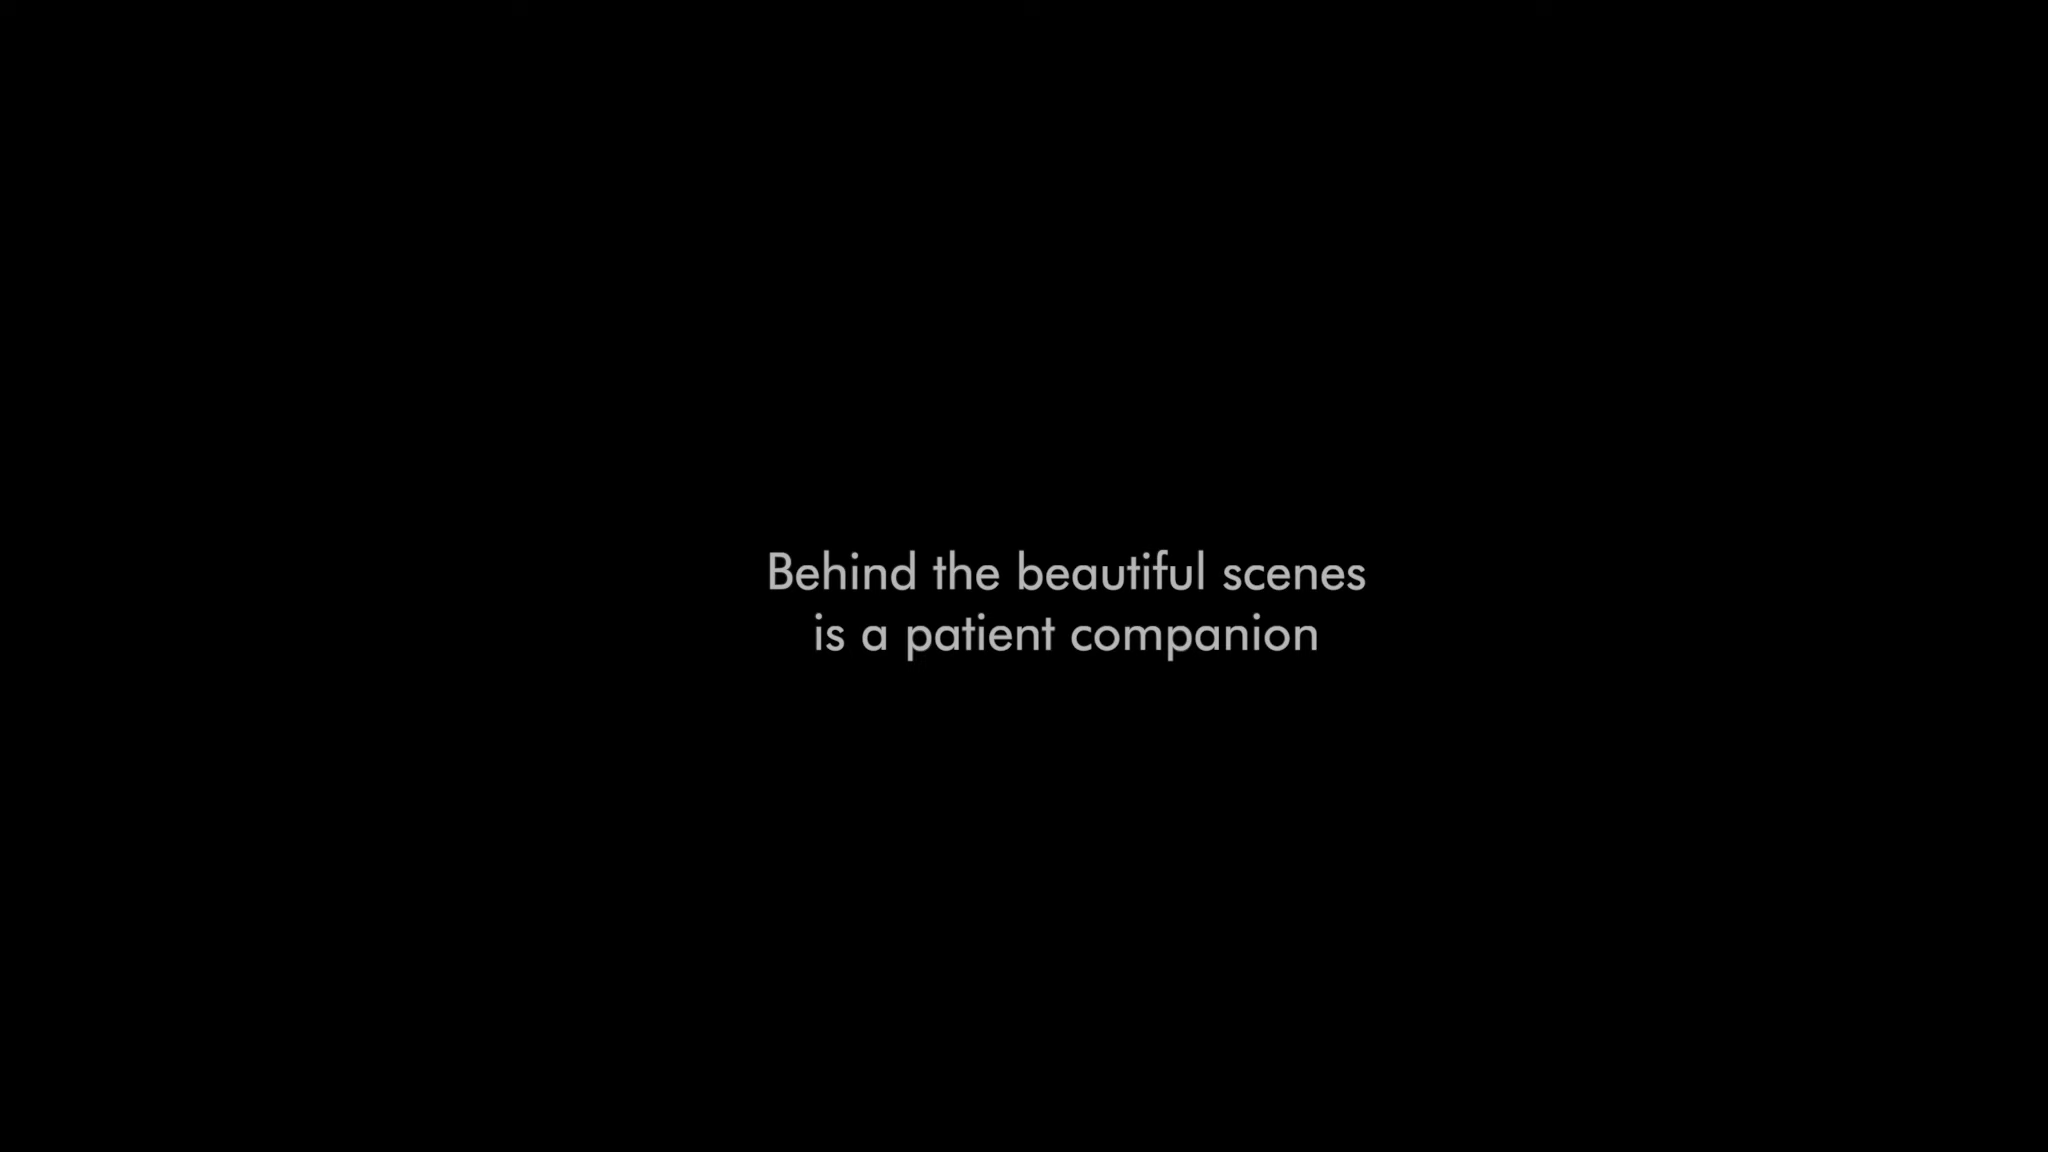 Behind the beautiful scenes
is a patient companion